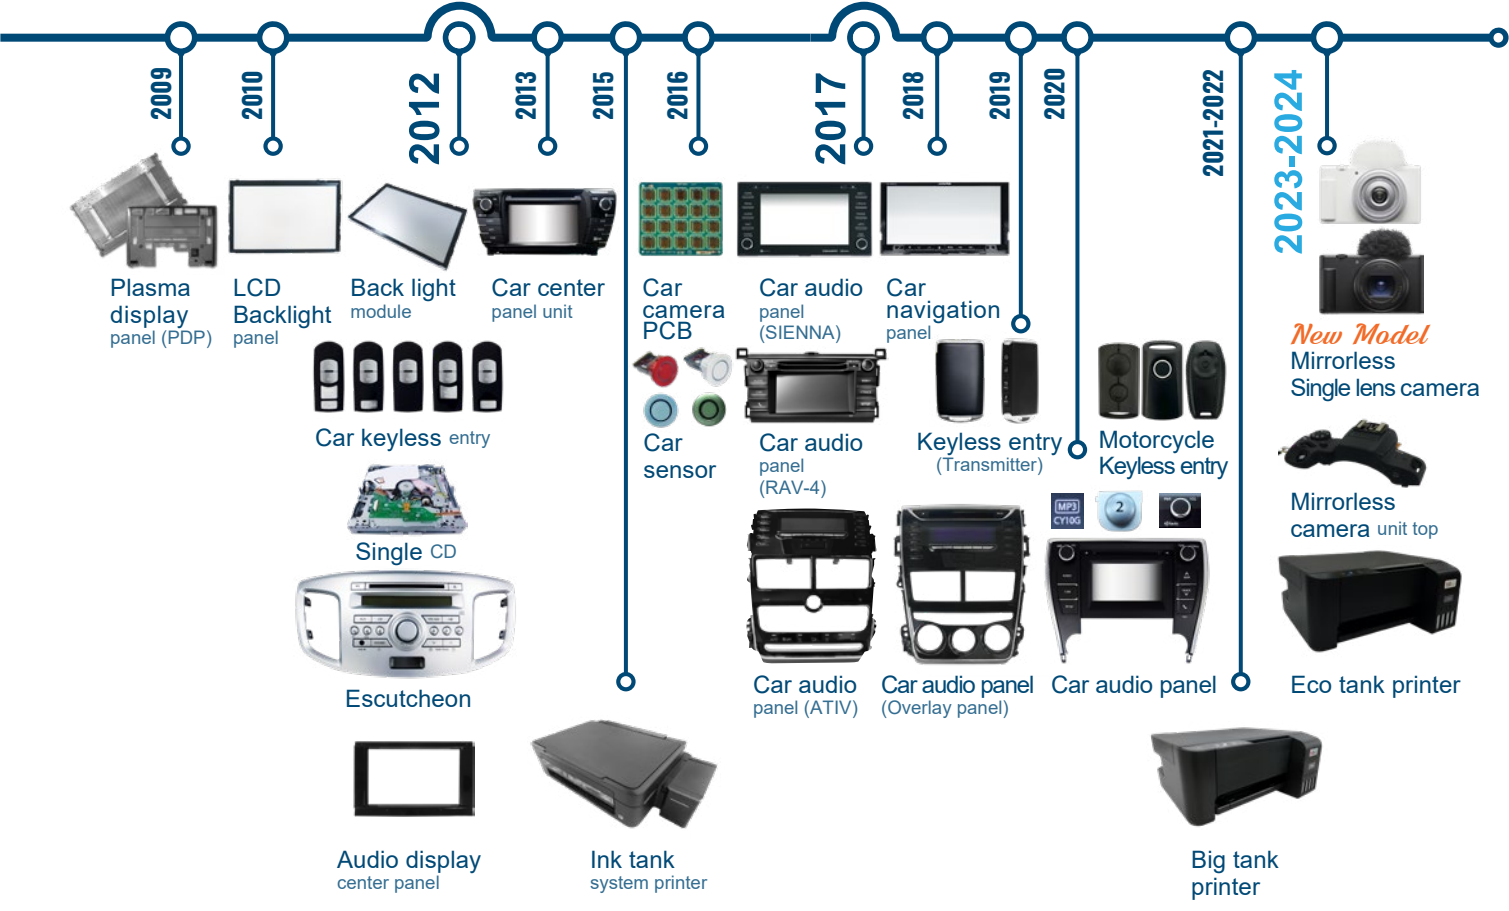 2009
2010
2012
2013
2015
2016
2017
2018
2019
2020
2021-2022
2023-2024
Plasma
display
panel (PDP)
LCD
Backlight
panel
Back light
module
Car center
panel unit
Car
camera
PCB
Car audio
panel
(SIENNA)
Car
navigation
panel
New Model
Mirrorless
Single lens camera
Car keyless entry
Car
sensor
Car audio
panel
(RAV-4)
Keyless entry
(Transmitter)
Motorcycle
Keyless entry
Mirrorless
camera unit top
MP3
CY10G
2
Single CD
Escutcheon
Car audio
panel (ATIV)
Car audio panel
(Overlay panel)
Car audio panel
Eco tank printer
Audio display
center panel
Ink tank
system printer
Big tank
printer